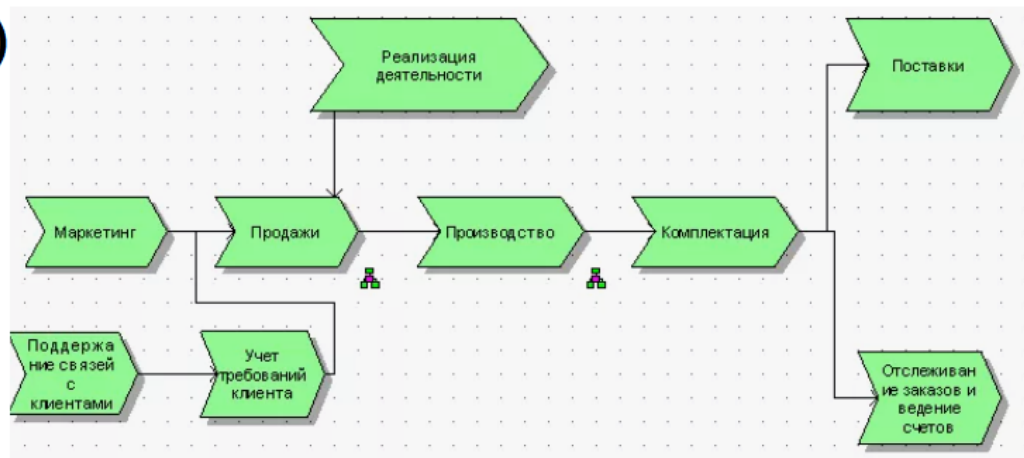 Реализация
деятельности
Поставки
Маркетинг
Продажи
Производство
Комплектация
Поддержа
ние связей
с
клиентами
Учет
требований
клиента
Отслеживан
ие заказов и
ведение
счетов